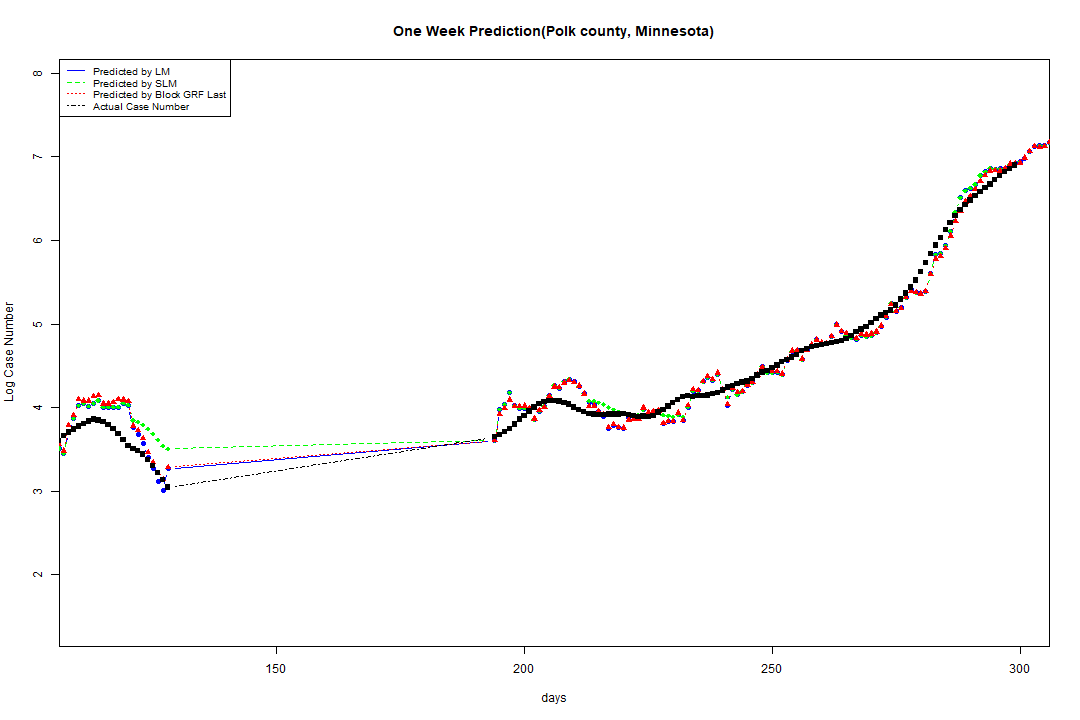 One Week Prediction(Polk county, Minnesota)
Predicted by LM
Predicted by SLM
Predicted by Block GRF Last
Actual Case Number
8
7
6
5
4
3
2
Log Case Number
150 200 250 300
days